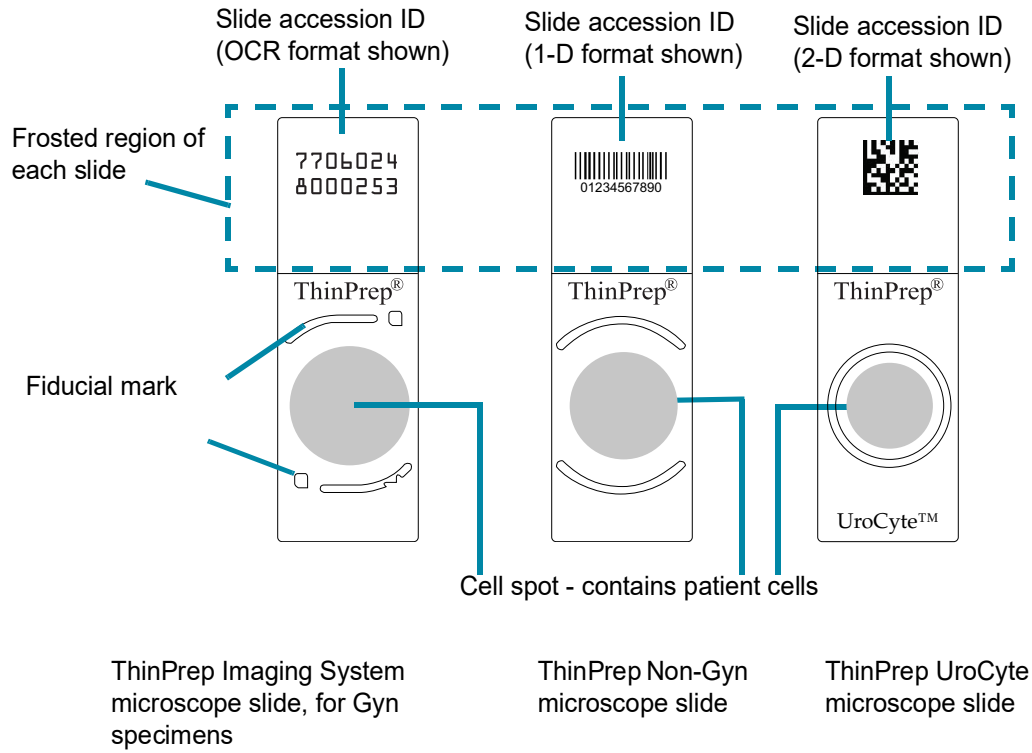 Slide accession ID
(OCR format shown)
Slide accession ID
(1-D format shown)
Slide accession ID
(2-D format shown)
Frosted region of
each slide
7706024
8000253
01234567890
ThinPrep®
ThinPrep®
ThinPrep®
Fiducial mark
UroCyte™
Cell spot - contains patient cells
ThinPrep Imaging System
microscope slide, for Gyn
specimens
ThinPrep Non-Gyn
microscope slide
ThinPrep UroCyte
microscope slide